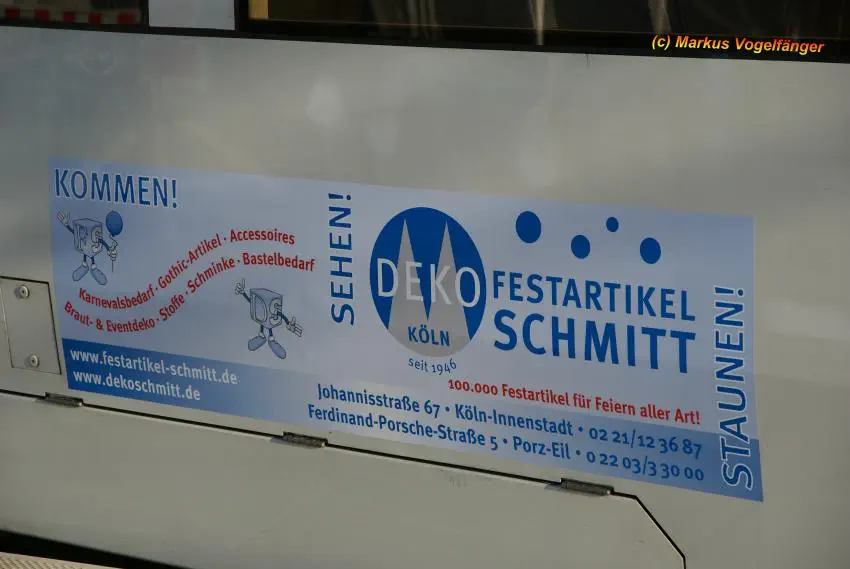 (c) Markus Vogelfänger
KOMMEN!
FS
Karnevalsbedarf · Gothic-Artikel · Accessoires
Braut- & Eventdeko · Stoffe · Schminke · Bastelbedarf
DS
www.festartikel-schmitt.de
www.dekoschmitt.de
SEHEN!
DEKO
KÖLN
seit 1946
FESTARTIKEL
SCHMITT
100.000 Festartikel für Feiern aller Art!
Johannisstraße 67 • Köln-Innenstadt • 02 21/12 36 87
Ferdinand-Porsche-Straße 5 • Porz-Eil • 0 22 03/3 30 00
STAUNEN!